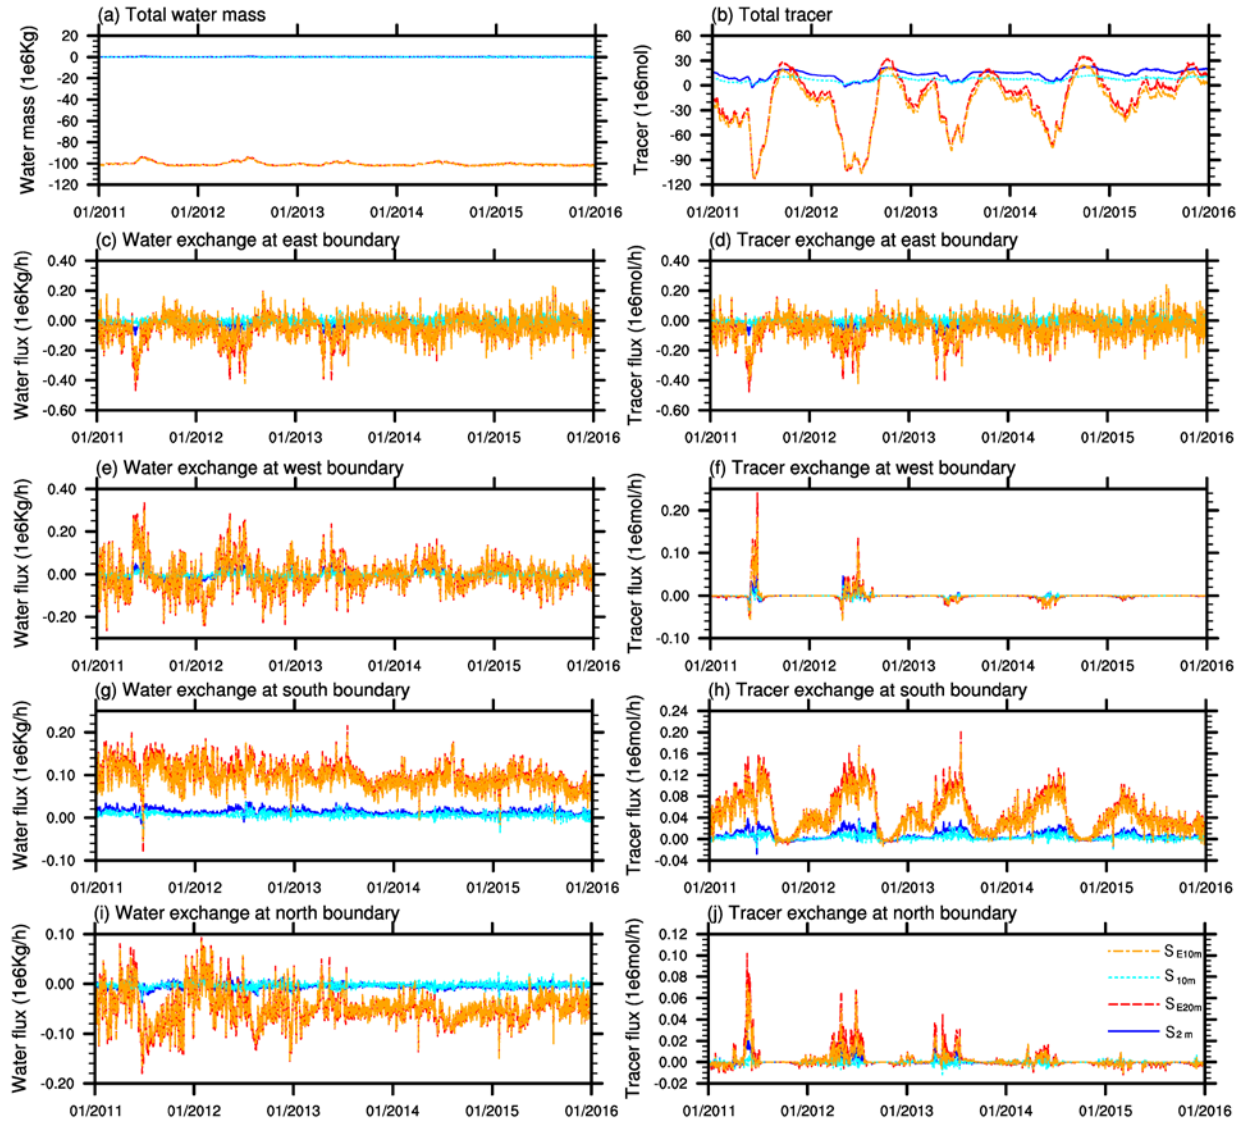 (a) Total water mass
Water mass (1e6Kg)
20
0
-20
-40
-60
-80
-100
-120
01/2011 01/2012 01/2013 01/2014 01/2015 01/2016
(b) Total tracer
Tracer (1e6mol)
60
30
0
-30
-60
-90
-120
01/2011 01/2012 01/2013 01/2014 01/2015 01/2016
(c) Water exchange at east boundary
Water flux (1e6Kg/h)
0.40
0.20
0.00
-0.20
-0.40
-0.60
01/2011 01/2012 01/2013 01/2014 01/2015 01/2016
(d) Tracer exchange at east boundary
Tracer flux (1e6mol/h)
0.40
0.20
0.00
-0.20
-0.40
-0.60
01/2011 01/2012 01/2013 01/2014 01/2015 01/2016
(e) Water exchange at west boundary
Water flux (1e6Kg/h)
0.40
0.20
0.00
-0.20
01/2011 01/2012 01/2013 01/2014 01/2015 01/2016
(f) Tracer exchange at west boundary
Tracer flux (1e6mol/h)
0.20
0.10
0.00
-0.10
01/2011 01/2012 01/2013 01/2014 01/2015 01/2016
(g) Water exchange at south boundary
Water flux (1e6Kg/h)
0.20
0.10
0.00
-0.10
01/2011 01/2012 01/2013 01/2014 01/2015 01/2016
(h) Tracer exchange at south boundary
Tracer flux (1e6mol/h)
0.24
0.20
0.16
0.12
0.08
0.04
0.00
-0.04
01/2011 01/2012 01/2013 01/2014 01/2015 01/2016
(i) Water exchange at north boundary
Water flux (1e6Kg/h)
0.10
0.00
-0.10
-0.20
01/2011 01/2012 01/2013 01/2014 01/2015 01/2016
(j) Tracer exchange at north boundary
Tracer flux (1e6mol/h)
0.12
0.10
0.08
0.06
0.04
0.02
0.00
-0.02
S E10m
S 10m
S E20m
S 2 m
01/2011 01/2012 01/2013 01/2014 01/2015 01/2016